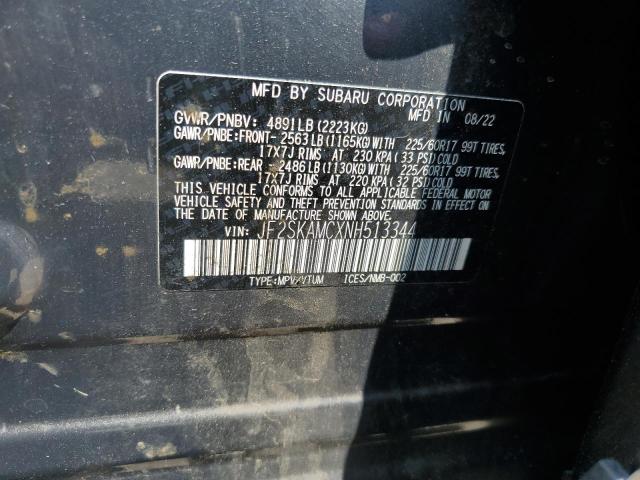 MFD BY SUBARU CORPORATION
GVWR/PNBV: 4891LB(2223KG) MFD IN 08/22
GAWR/PNBE:FRONT-2563LB(1165KG)WITH 225/60R17 99T TIRES,
17X7J RIMS AT 230 KPA(33 PSI)COLD
GAWR/PNBE:REAR -2486LB(1130KG)WITH 225/60R17 99T TIRES,
17X7J RIMS AT 220 KPA(32 PSI)COLD
THIS VEHICLE CONFORMS TO ALL APPLICABLE FEDERAL MOTOR
VEHICLE SAFETY AND THEFT PREVENTION STANDARDS
IN EFFECT ON THE DATE OF MANUFACTURE SHOWN ABOVE.
VIN: JF2SKAMCXNH513344
TYPE:MPV/VTUM ICES/NMB-002